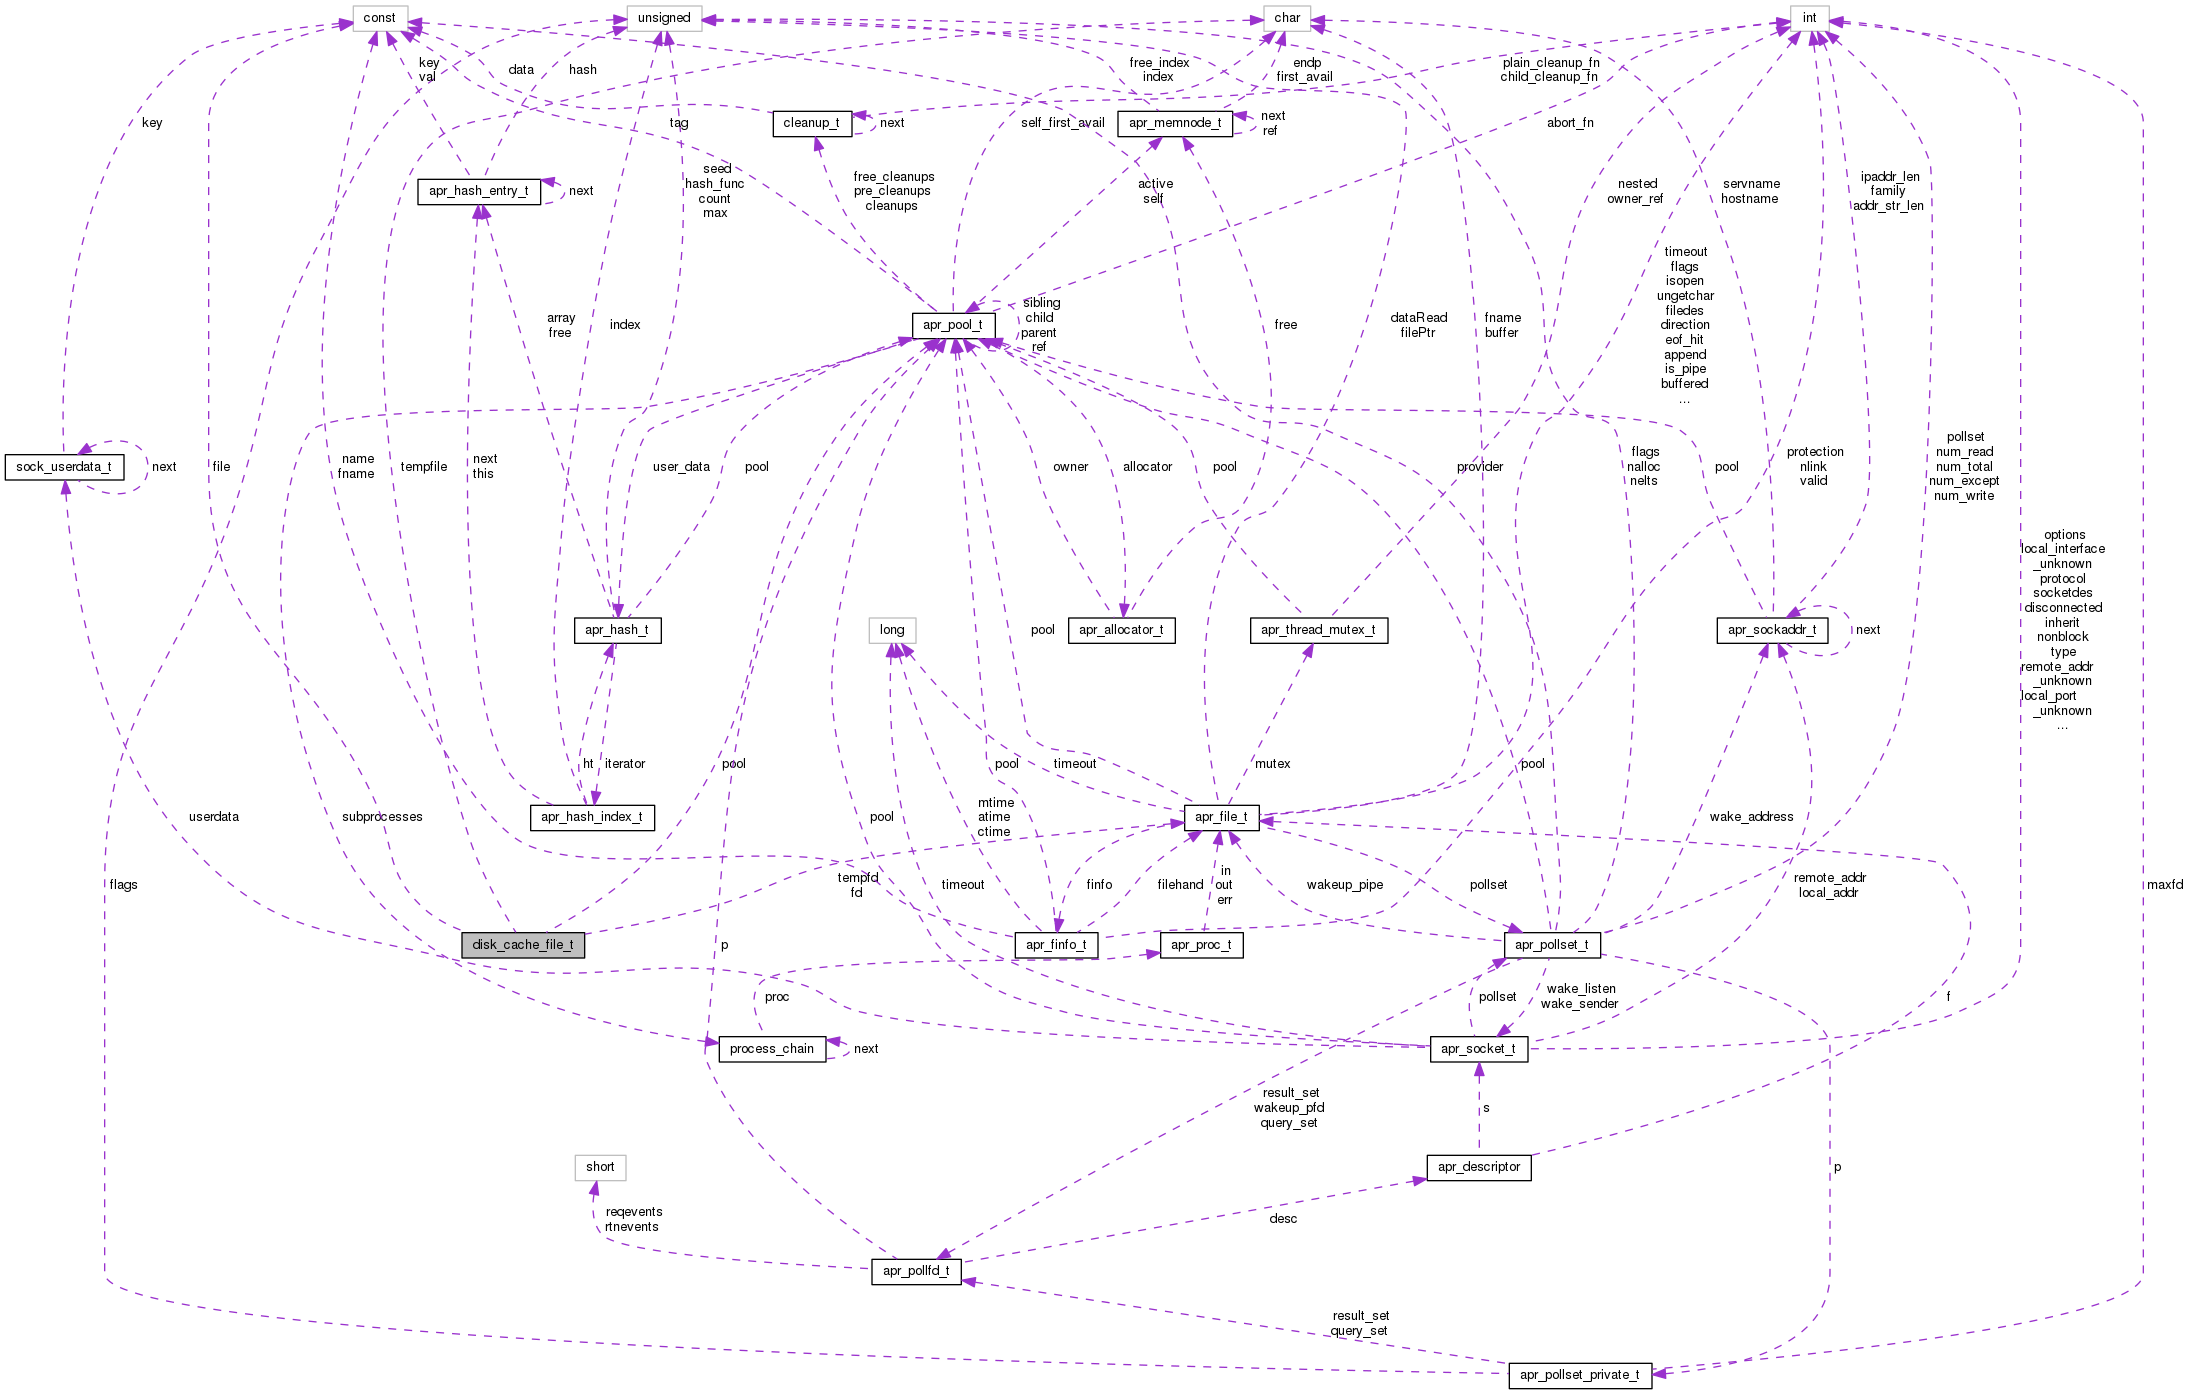 const
unsigned
char
int
key
val
data
hash
free_index
index
endp
first_avail
plain_cleanup_fn
child_cleanup_fn
key
tag
cleanup_t
next
self_first_avail
apr_memnode_t
next
ref
abort_fn
apr_hash_entry_t
next
seed
hash_func
count
max
free_cleanups
pre_cleanups
cleanups
active
self
nested
owner_ref
servname
hostname
ipaddr_len
family
addr_str_len
array
free
index
apr_pool_t
sibling
child
parent
ref
free
dataRead
filePtr
fname
buffer
timeout
flags
isopen
ungetchar
filedes
direction
eof_hit
append
is_pipe
buffered
...
sock_userdata_t
next
file
name
fname
tempfile
next
this
user_data
pool
owner
allocator
pool
provider
flags
nalloc
nelts
pool
protection
nlink
valid
pollset
num_read
num_total
num_except
num_write
options
local_interface
_unknown
protocol
socketdes
disconnected
inherit
nonblock
type
remote_addr
_unknown
local_port
_unknown
...
apr_hash_t
long
pool
apr_allocator_t
apr_thread_mutex_t
apr_sockaddr_t
next
ht
iterator
pool
pool
timeout
mutex
pool
userdata
subprocesses
apr_hash_index_t
pool
mtime
atime
ctime
apr_file_t
wake_address
flags
tempfd
fd
timeout
finfo
filehand
in
out
err
wakeup_pipe
pollset
remote_addr
local_addr
maxfd
disk_cache_file_t
p
apr_finfo_t
apr_proc_t
apr_pollset_t
proc
pollset
wake_listen
wake_sender
f
process_chain
next
apr_socket_t
result_set
wakeup_pfd
query_set
s
short
apr_descriptor
p
reqevents
rtnevents
desc
apr_pollfd_t
result_set
query_set
apr_pollset_private_t